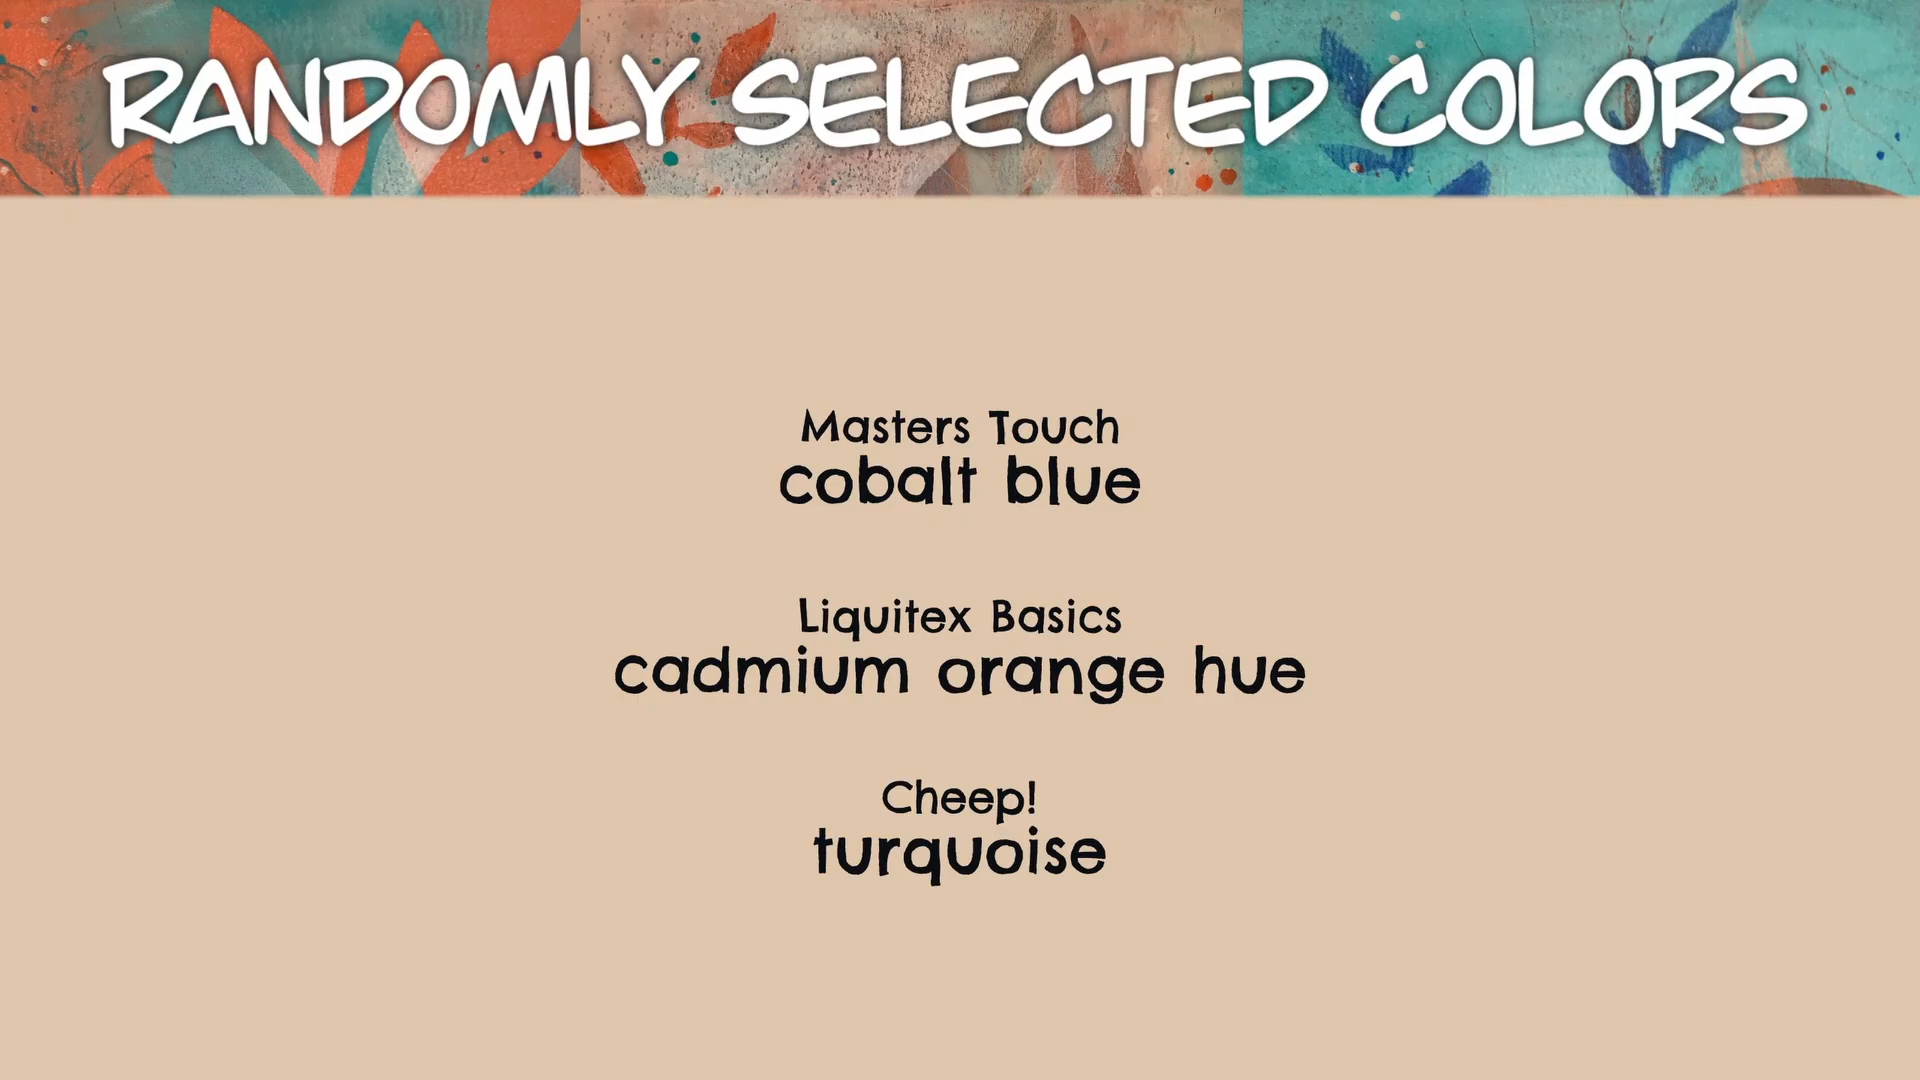 RANDOMLY SELECTED COLORS
Masters Touch
cobalt blue
Liquitex Basics
cadmium orange hue
Cheep!
turquoise